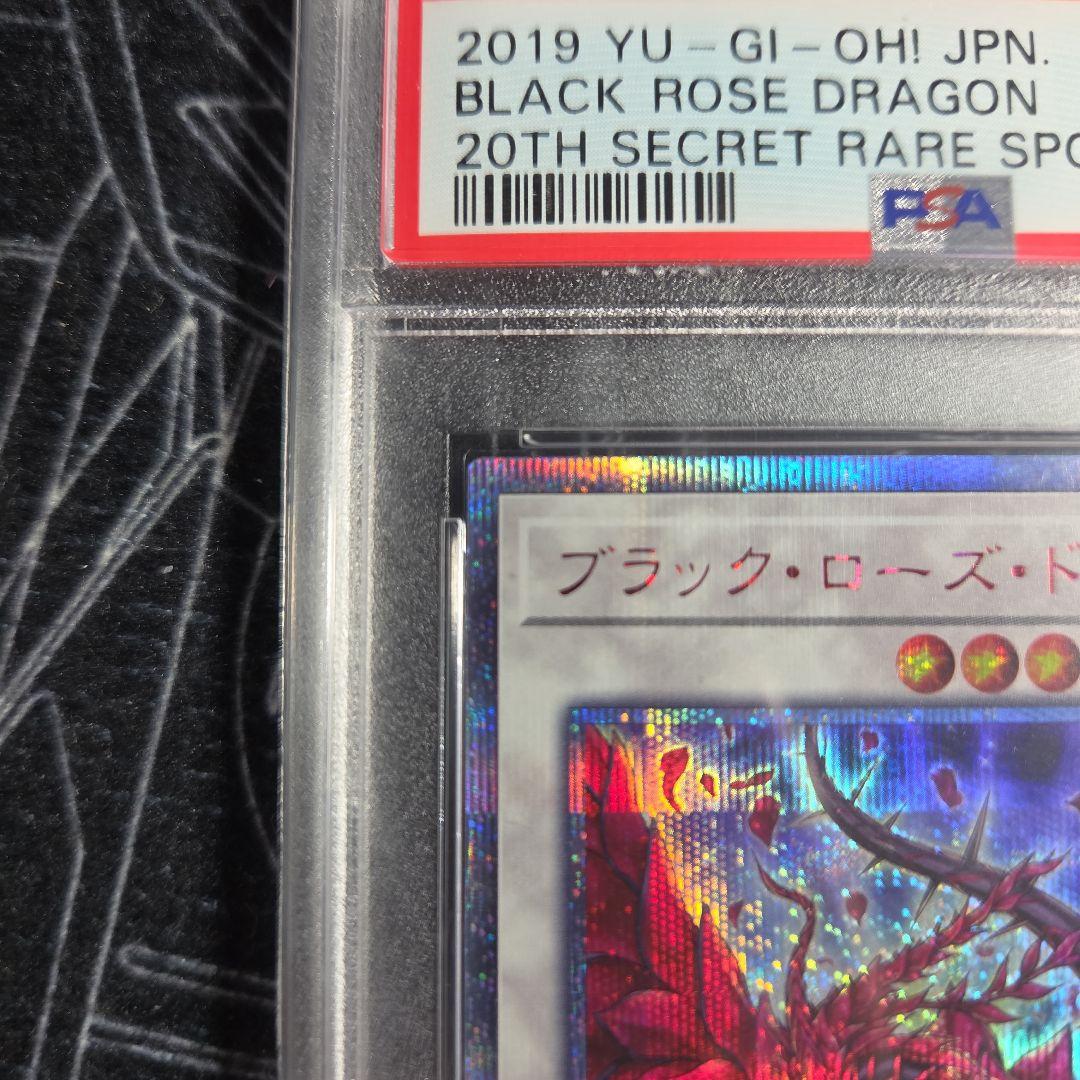 2019 YU-GI-OH! JPN.
BLACK ROSE DRAGON
20TH SECRET RARE
PSA
ブラック・ローズ・